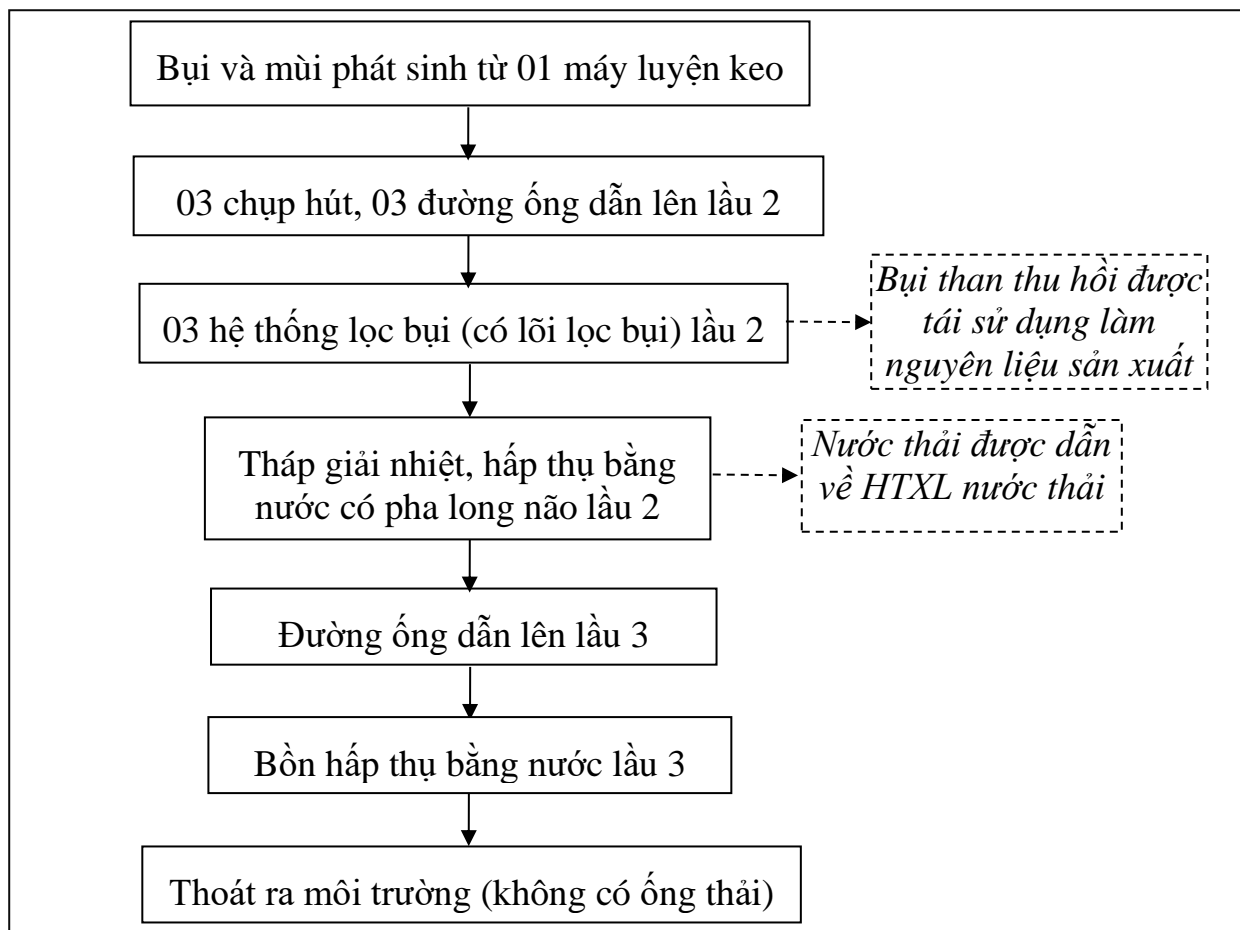 Bụi và mùi phát sinh từ 01 máy luyện keo
03 chụp hút, 03 đường ống dẫn lên lầu 2
03 hệ thống lọc bụi (có lõi lọc bụi) lầu 2
Bụi than thu hồi được
tái sử dụng làm
nguyên liệu sản xuất
Tháp giải nhiệt, hấp thụ bằng
nước có pha long não lầu 2
Nước thải được dẫn
về HTXL nước thải
Đường ống dẫn lên lầu 3
Bồn hấp thụ bằng nước lầu 3
Thoát ra môi trường (không có ống thải)